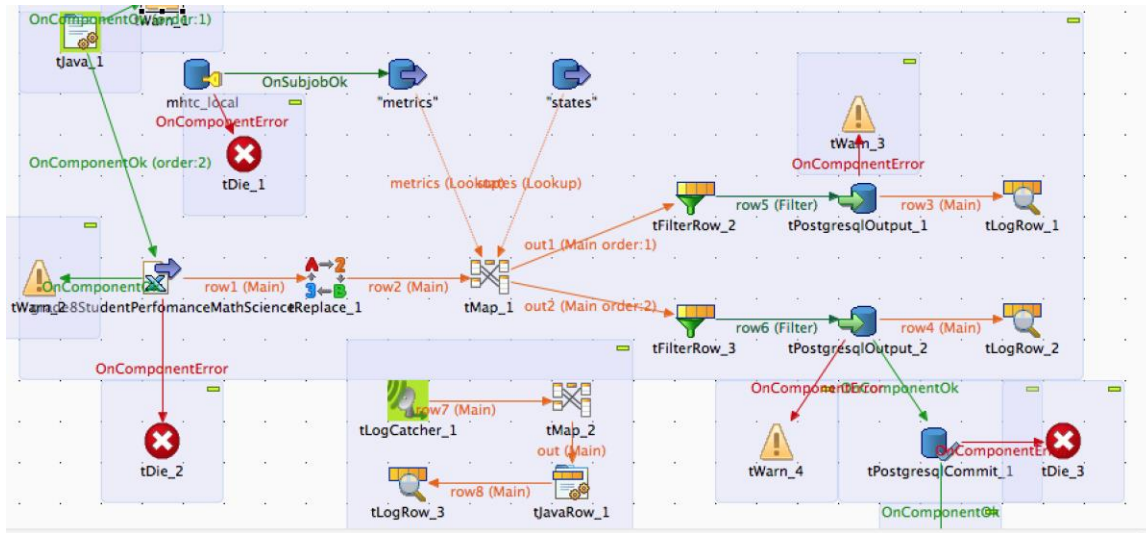 OnComponentOk (order:1)
tWarn_1
tJava_1
OnSubjobOk
mhtc_local
"metrics"
"states"
OnComponentError
tWarn_3
OnComponentError
OnComponentOk (order:2)
tDie_1
metrics (Lookup)
states (Lookup)
row5 (Filter)
row3 (Main)
tFilterRow_2
tPostgresqlOutput_1
tLogRow_1
out1 (Main order:1)
OnComponentOk
row1 (Main)
row2 (Main)
out2 (Main order:2)
tWarn_2
grade8StudentPerfomanceMathScience
tReplace_1
tMap_1
row6 (Filter)
row4 (Main)
tFilterRow_3
tPostgresqlOutput_2
tLogRow_2
OnComponentError
OnComponentError
OnComponentOk
row7 (Main)
tLogCatcher_1
tMap_2
out (Main)
OnComponentError
tDie_2
tWarn_4
tPostgresqlCommit_1
tDie_3
row8 (Main)
tLogRow_3
tJavaRow_1
OnComponentOk